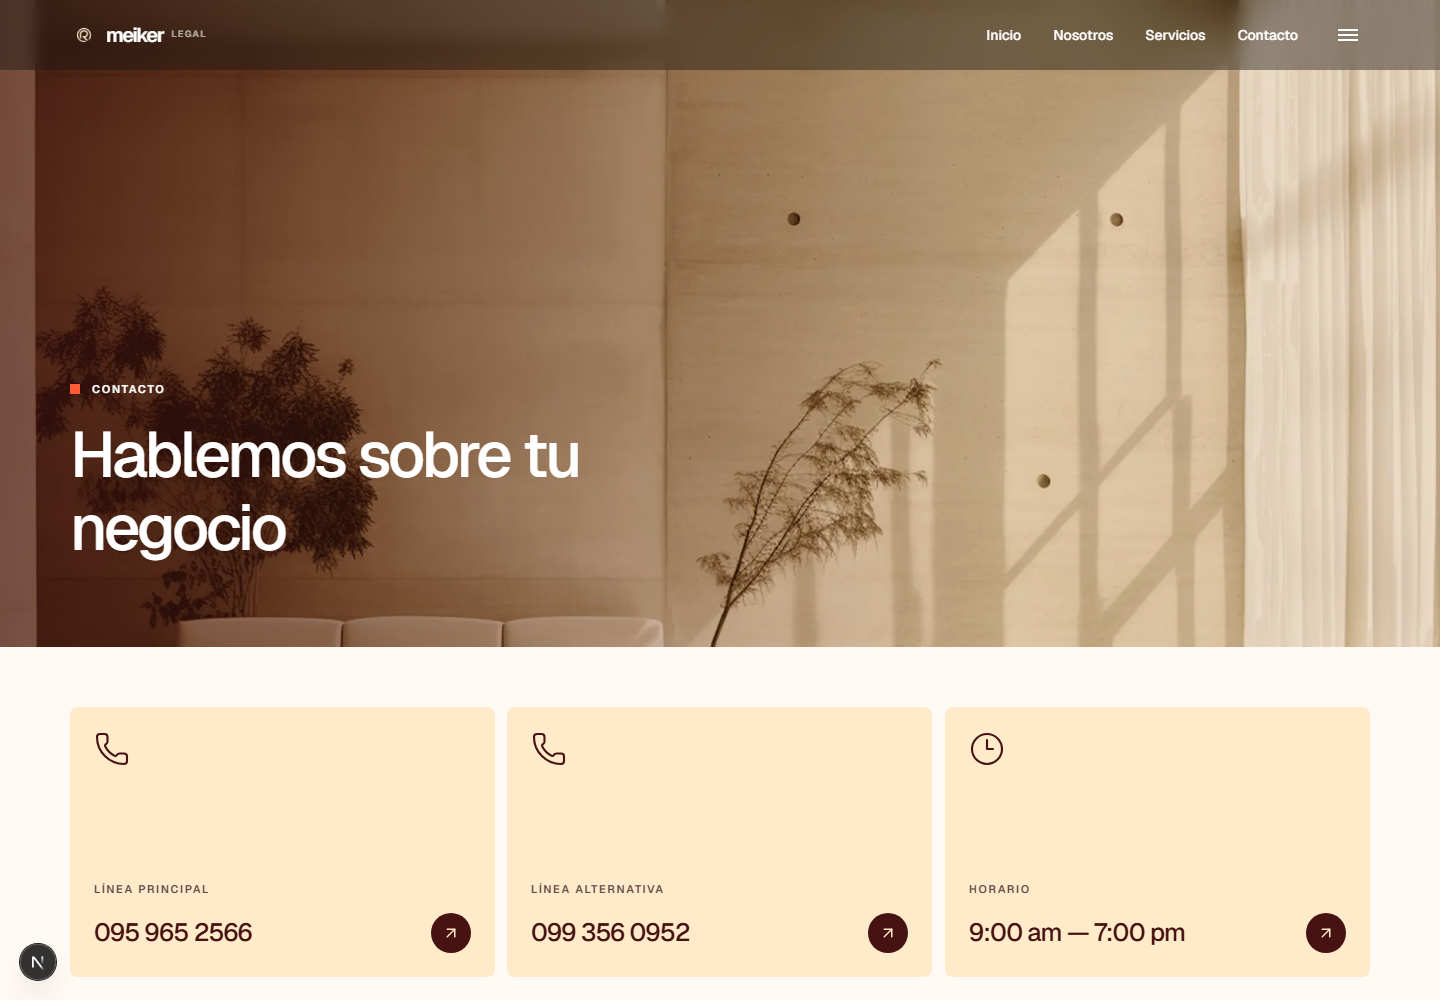 meiker LEGAL
Inicio
Nosotros
Servicios
Contacto
CONTACTO
Hablemos sobre tu
negocio
LÍNEA PRINCIPAL
095 965 2566
LÍNEA ALTERNATIVA
099 356 0952
HORARIO
9:00 am — 7:00 pm
N